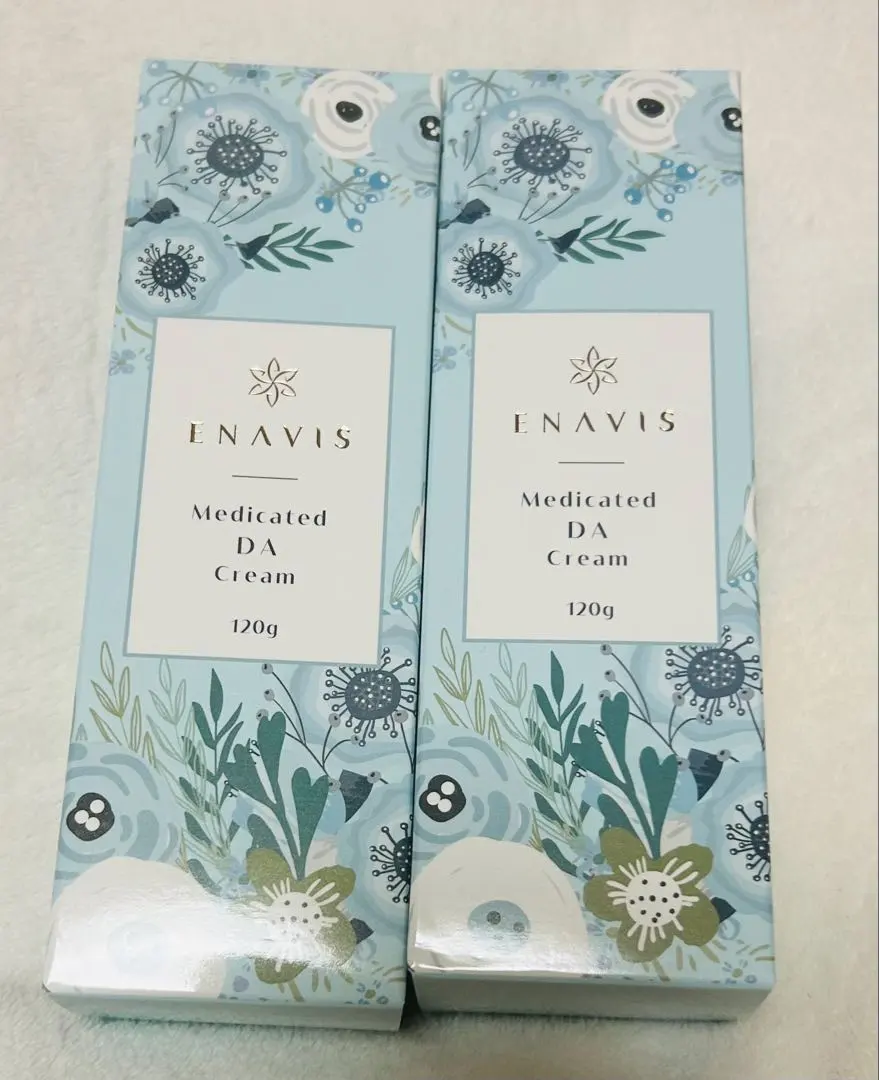 ENAVIS
Medicated
DA
Cream
120g
ENAVIS
Medicated
DA
Cream
120g